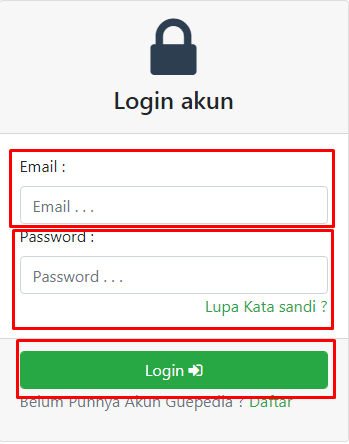 Login akun
Email :
Email . . .
Password :
Password . . .
Lupa Kata sandi ?
Login
Belum Punnya Akun Guepedia ? Daftar